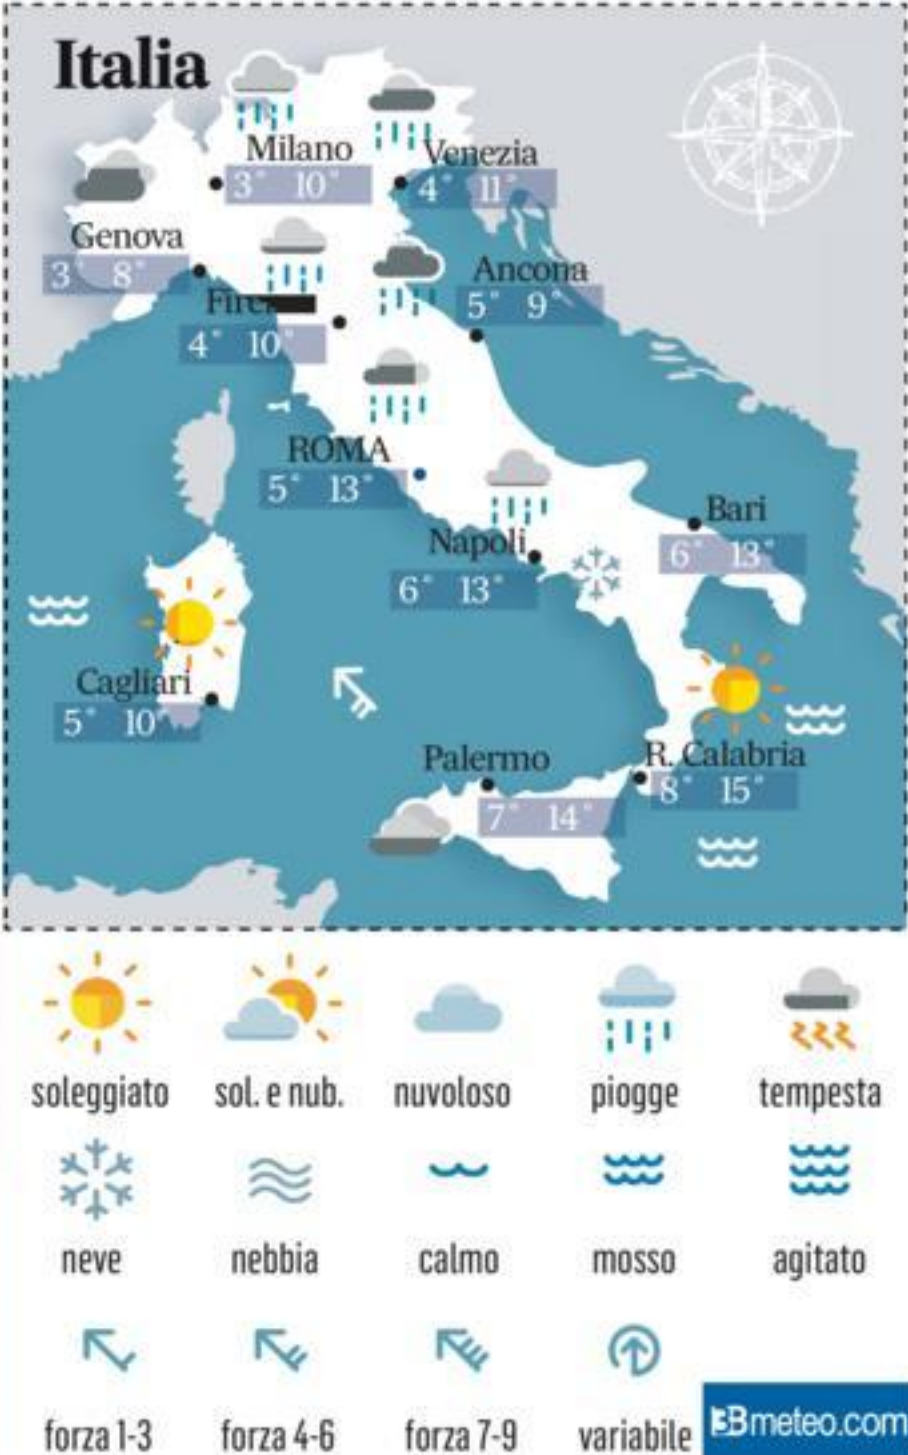 Italia
Milano
3° 10°
Venezia
4° 11°
Genova
3° 8°
Ancona
5° 9°
4° 10°
ROMA
5° 13°
Bari
6° 13°
Napoli
6° 13°
Cagliari
5° 10°
Palermo
7° 14°
R. Calabria
8° 15°
soleggiato
sol. e nub.
nuvoloso
piogge
tempesta
neve
nebbia
calmo
mosso
agitato
forza 1-3
forza 4-6
forza 7-9
variabile
3Bmeteo.com